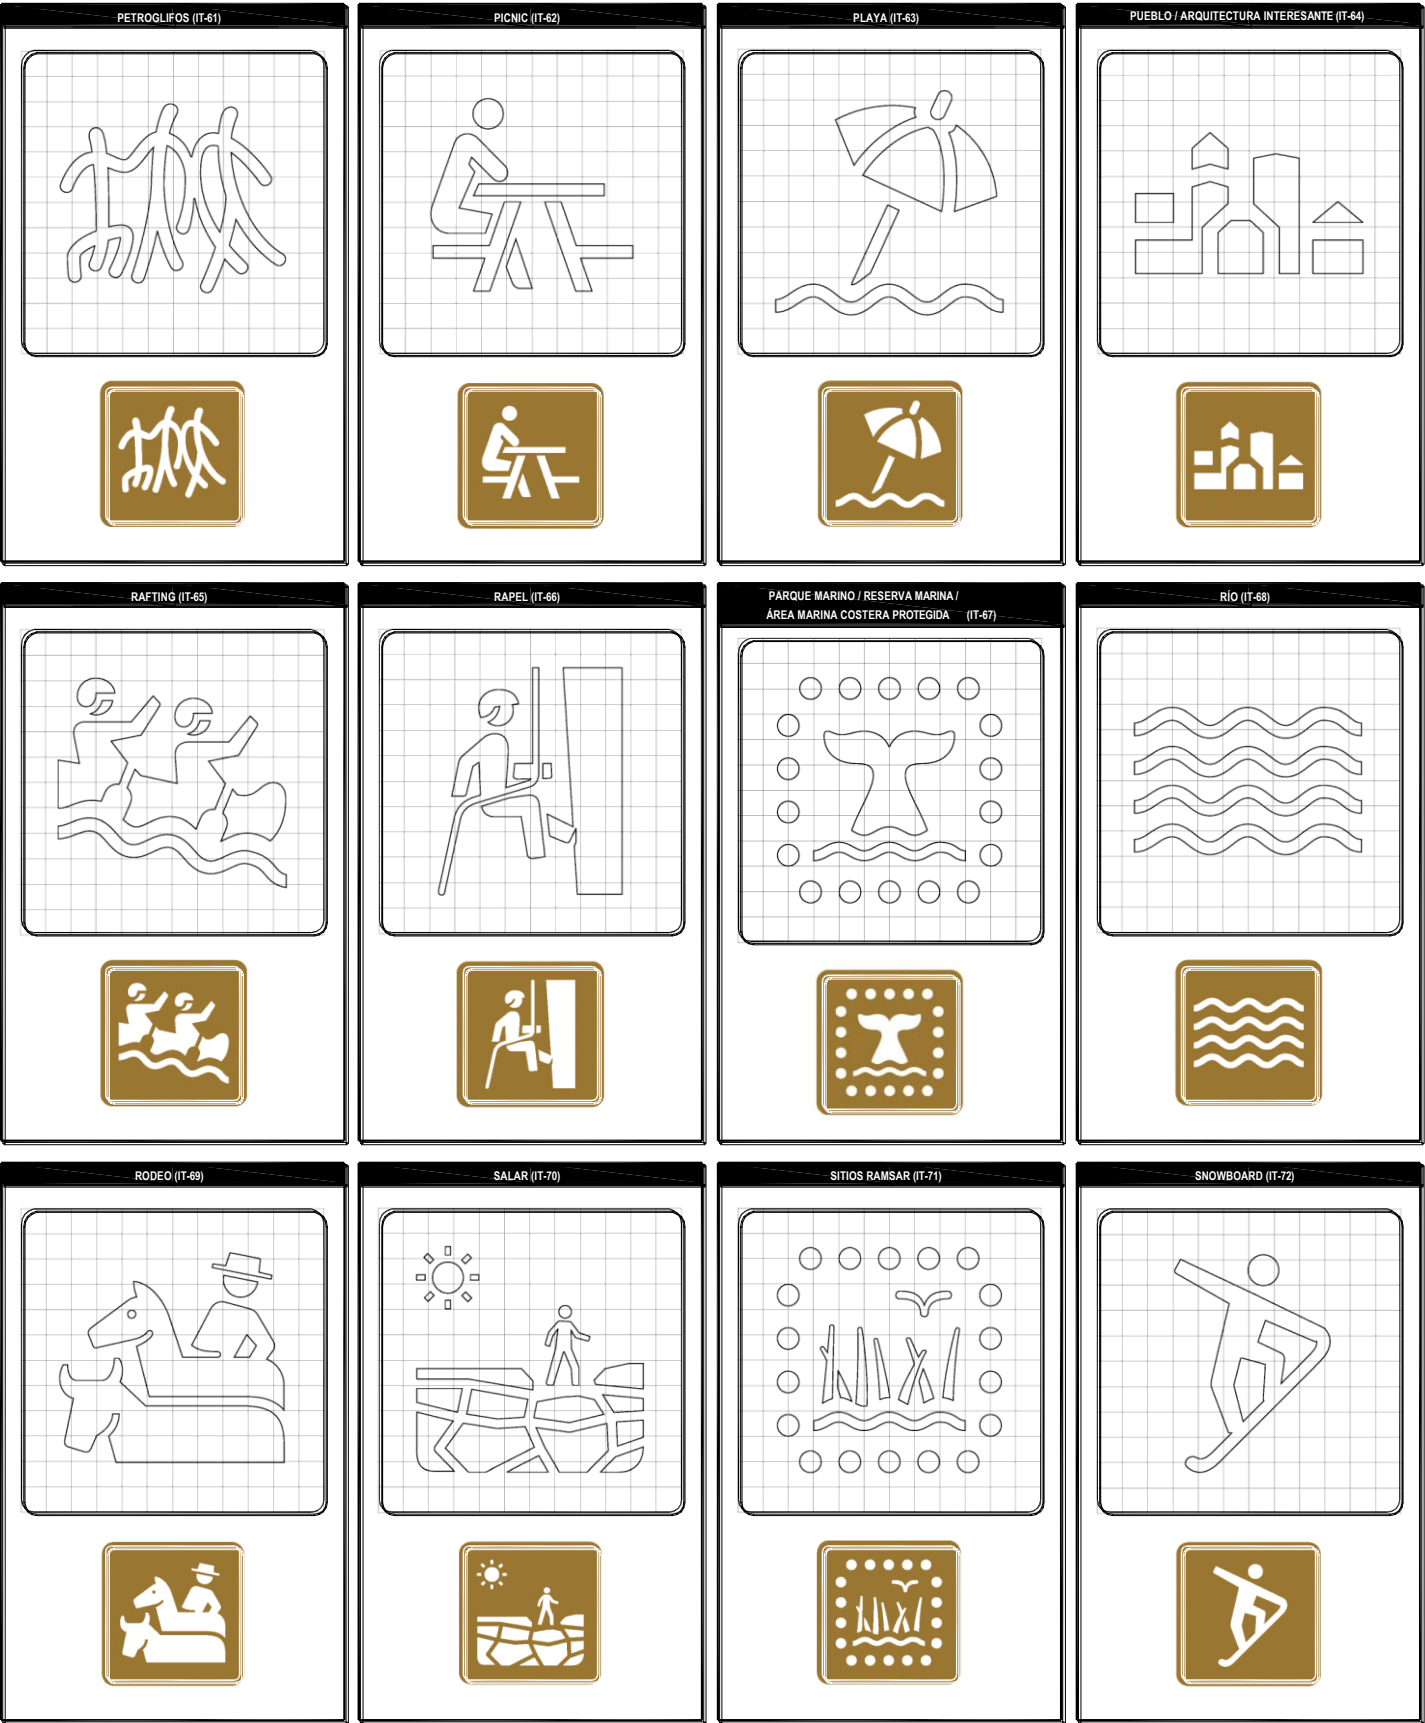 PETROGLIFOS (IT-61)
PICNIC (IT-62)
PLAYA (IT-63)
PUEBLO / ARQUITECTURA INTERESANTE (IT-64)
RAFTING (IT-65)
RAPEL (IT-66)
PARQUE MARINO / RESERVA MARINA /
ÁREA MARINA COSTERA PROTEGIDA (IT-67)
RÍO (IT-68)
RODEO (IT-69)
SALAR (IT-70)
SITIOS RAMSAR (IT-71)
SNOWBOARD (IT-72)